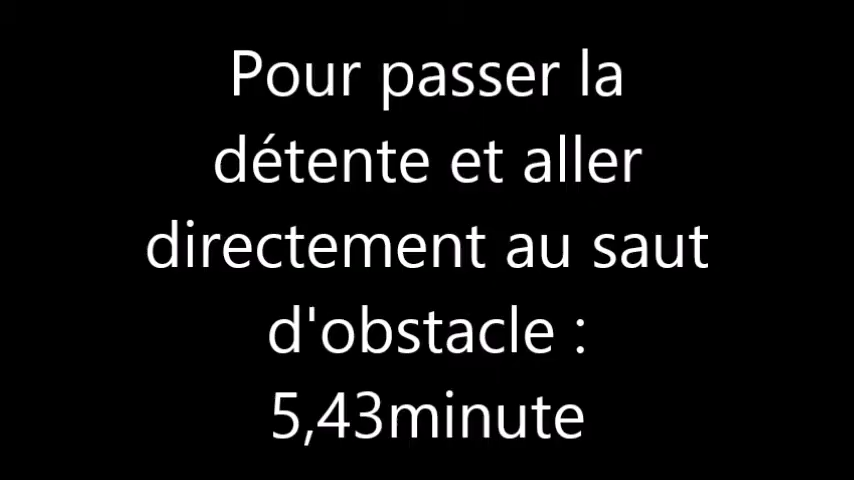 Pour passer la
détente et aller
directement au saut
d'obstacle :
5,43minute